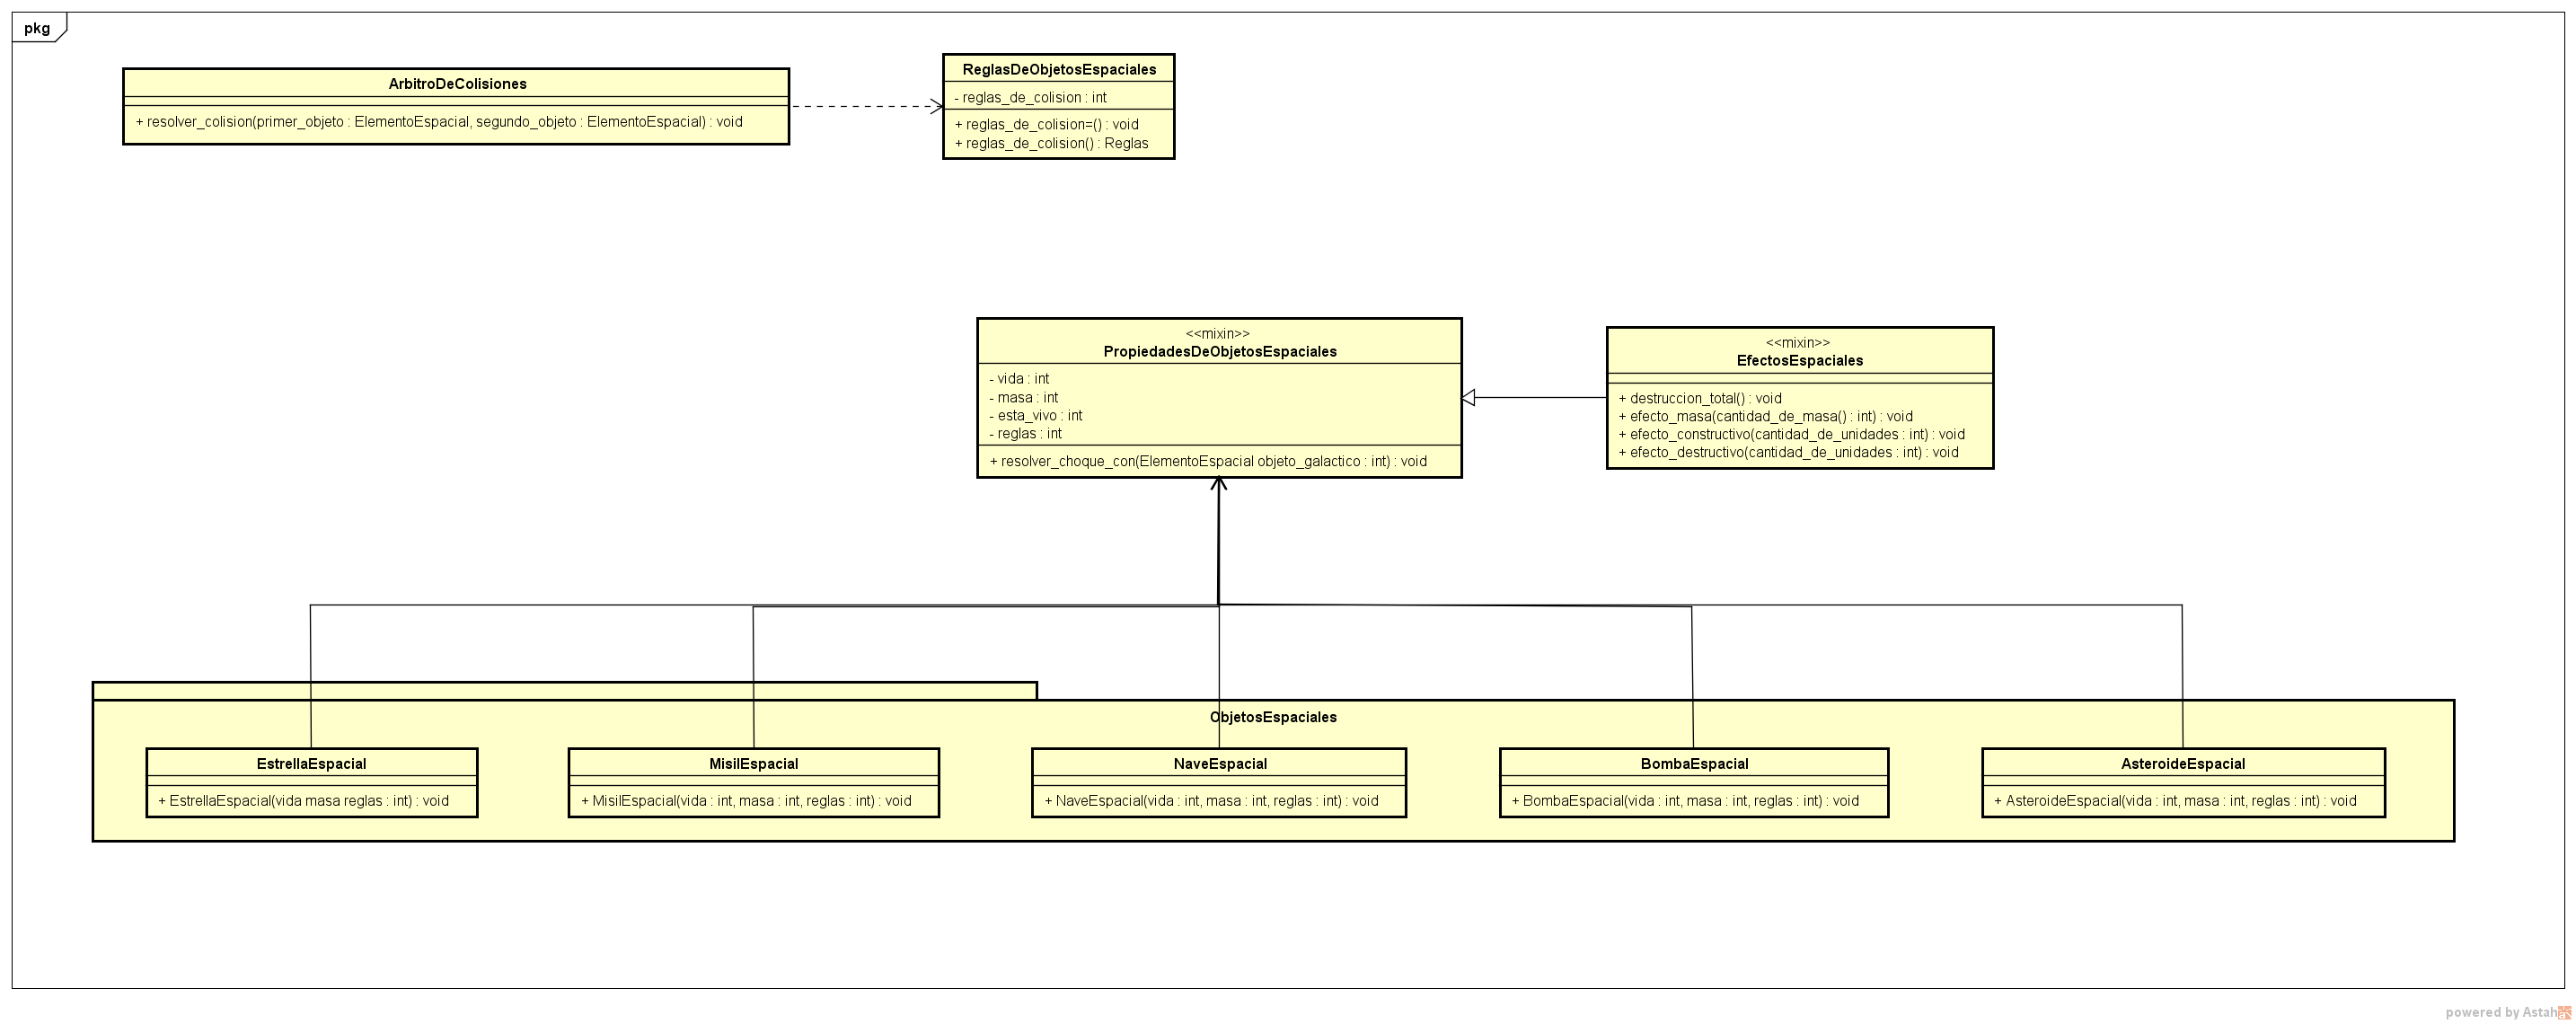 pkg
ArbitroDeColisiones
+ resolver_colision(primer_objeto : ElementoEspacial, segundo_objeto : ElementoEspacial) : void
ReglasDeObjetosEspaciales
- reglas_de_colision : int
+ reglas_de_colision=() : void
+ reglas_de_colision() : Reglas
<<mixin>>
PropiedadesDeObjetosEspaciales
- vida : int
- masa : int
- esta_vivo : int
- reglas : int
+ resolver_choque_con(ElementoEspacial objeto_galactico : int) : void
<<mixin>>
EfectosEspaciales
+ destruccion_total() : void
+ efecto_masa(cantidad_de_masa() : int) : void
+ efecto_constructivo(cantidad_de_unidades : int) : void
+ efecto_destructivo(cantidad_de_unidades : int) : void
ObjetosEspaciales
EstrellaEspacial
+ EstrellaEspacial(vida masa reglas : int) : void
MisilEspacial
+ MisilEspacial(vida : int, masa : int, reglas : int) : void
NaveEspacial
+ NaveEspacial(vida : int, masa : int, reglas : int) : void
BombaEspacial
+ BombaEspacial(vida : int, masa : int, reglas : int) : void
AsteroideEspacial
+ AsteroideEspacial(vida : int, masa : int, reglas : int) : void
powered by Astah